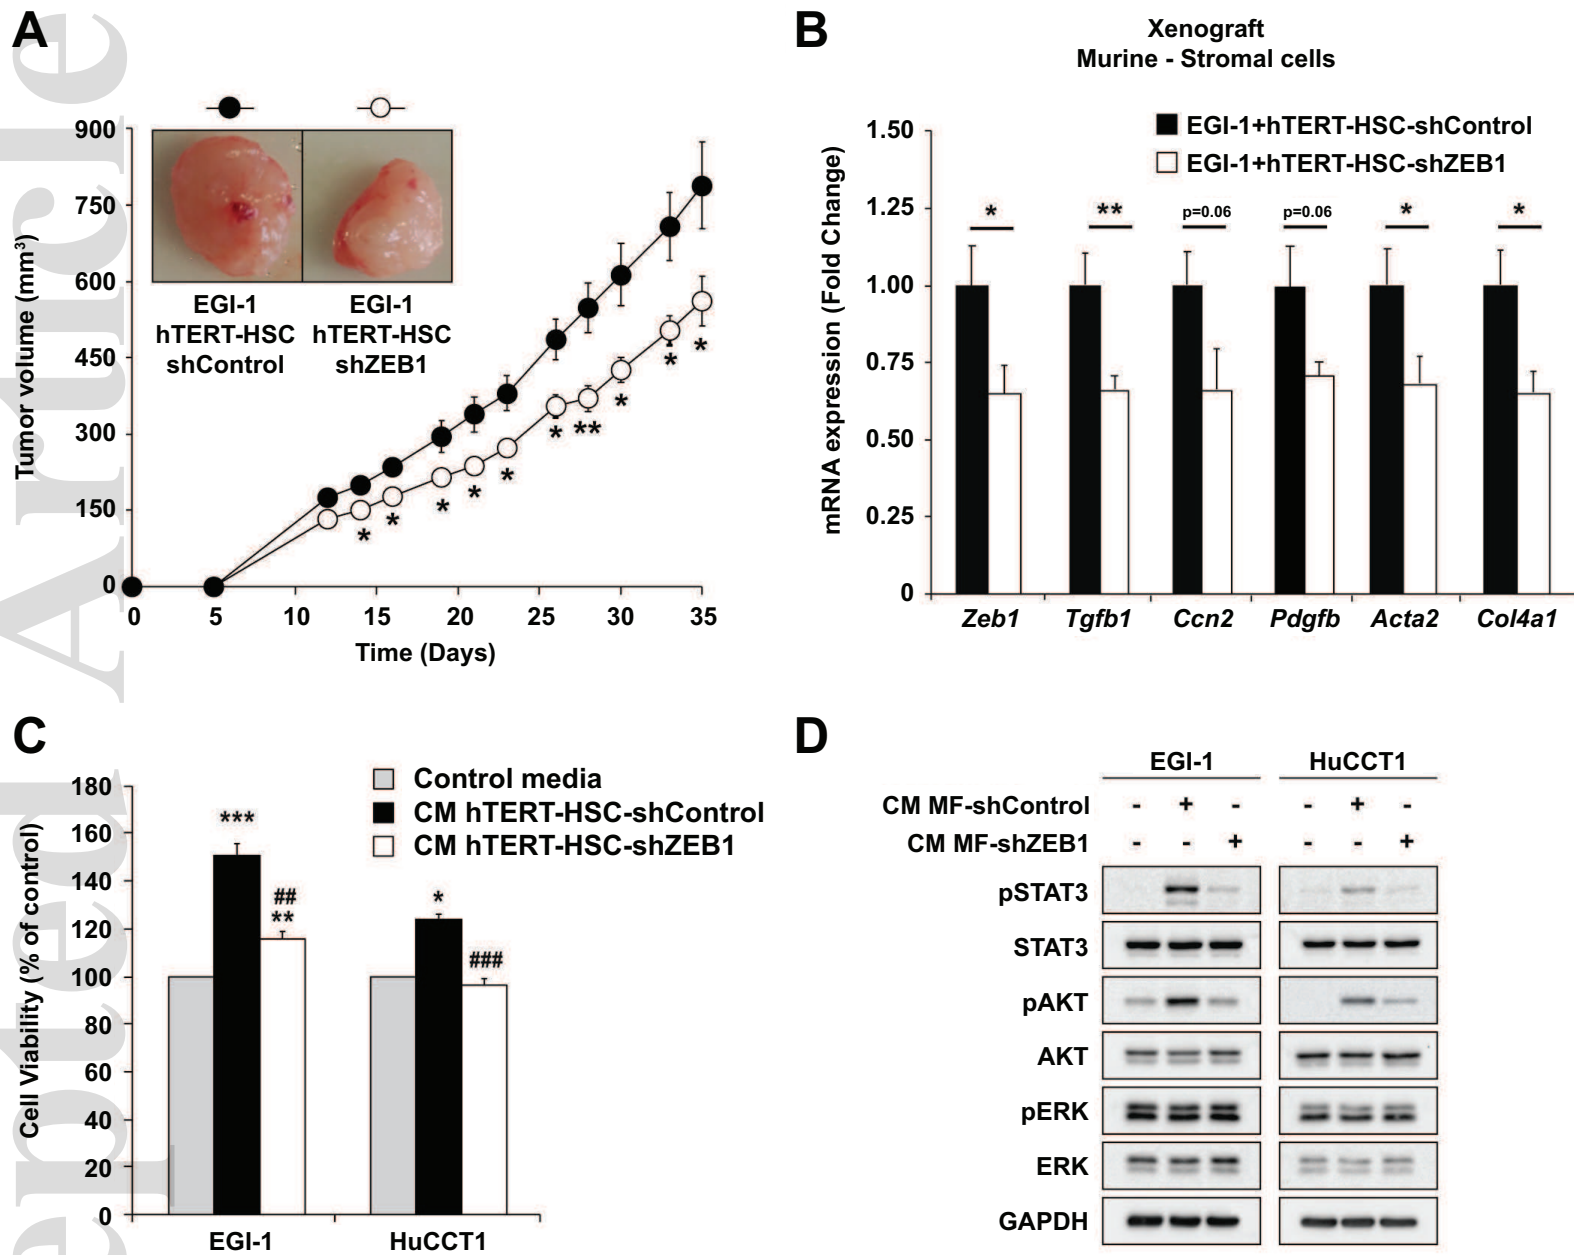 A
900
750
600
450
300
150
0
Tumor volume (mm³)
EGI-1
hTERT-HSC
shControl
EGI-1
hTERT-HSC
shZEB1
*
*
*
*
*
*
**
*
*
*
0 5 10 15 20 25 30 35
Time (Days)
B
Xenograft
Murine - Stromal cells
EGI-1+hTERT-HSC-shControl
EGI-1+hTERT-HSC-shZEB1
mRNA expression (Fold Change)
1.50
1.25
1.00
0.75
0.50
0.25
0
* ** p=0.06 p=0.06 * *
Zeb1 Tgfb1 Ccn2 Pdgfb Acta2 Col4a1
C
Control media
CM hTERT-HSC-shControl
CM hTERT-HSC-shZEB1
Cell Viability (% of control)
180
160
140
120
100
80
60
40
20
0
***
##
**
*
###
EGI-1 HuCCT1
D
EGI-1 HuCCT1
CM MF-shControl - + - - + -
CM MF-shZEB1 - - + - - +
pSTAT3
STAT3
pAKT
AKT
pERK
ERK
GAPDH
Article
epted